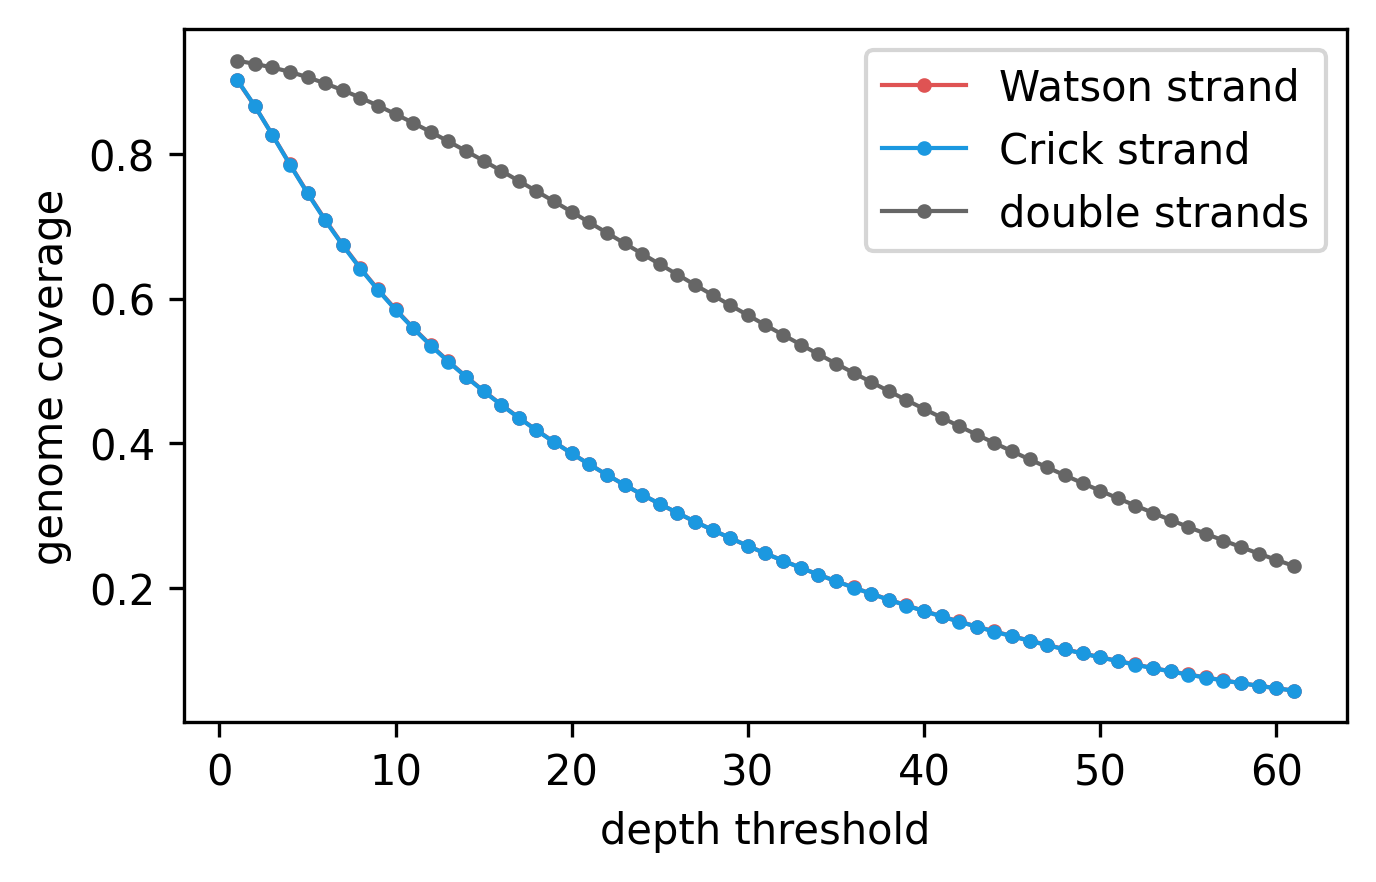 Watson strand
Crick strand
double strands
genome coverage
0.8
0.6
0.4
0.2
0 10 20 30 40 50 60
depth threshold